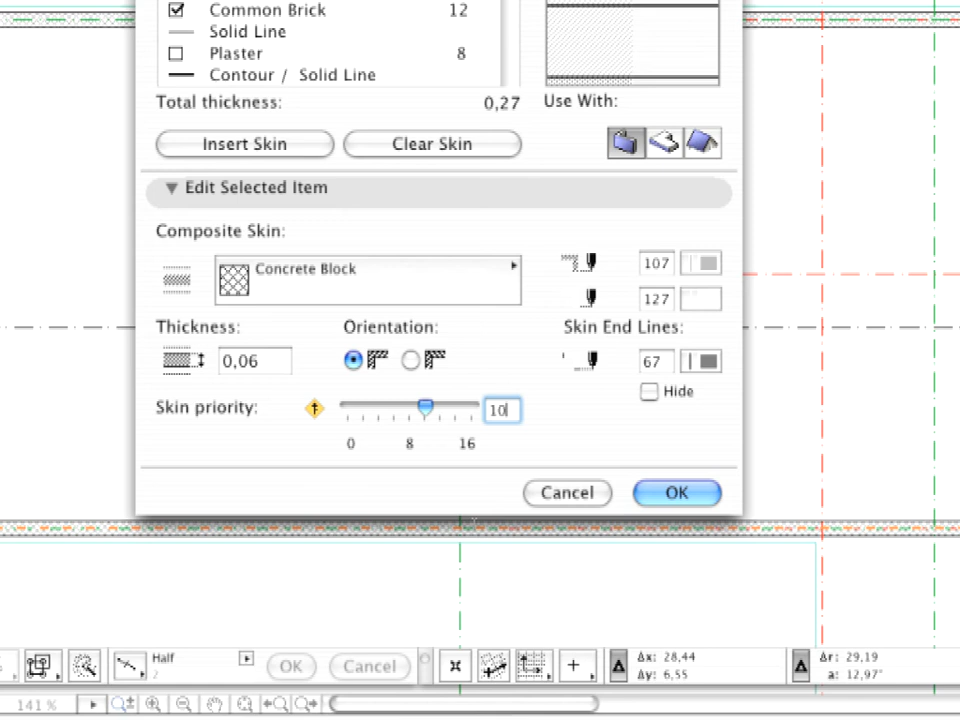 Common Brick 12
Solid Line
Plaster 8
Contour / Solid Line
Total thickness: 0,27 Use With:
Insert Skin Clear Skin
Edit Selected Item
Composite Skin:
Concrete Block 107
127
Thickness: Orientation: Skin End Lines:
0,06 67
Hide
Skin priority: 10
0 8 16
Cancel OK
Half
2
OK Cancel
Δx: 28,44 Δr: 29,19
Δy: 6,55 a: 12,97°
141 %